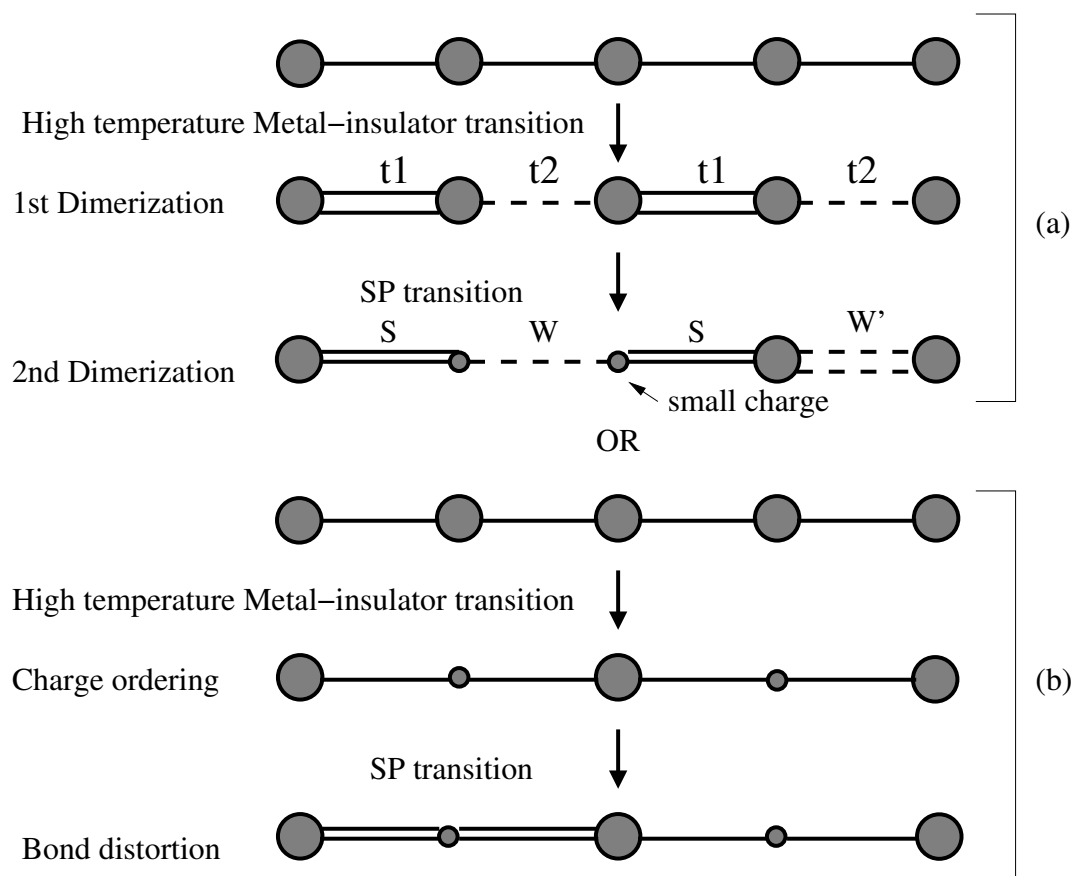 High temperature Metal−insulator transition
t1 t2 t1 t2
1st Dimerization
(a)
SP transition
S W S W’
2nd Dimerization
small charge
OR
High temperature Metal−insulator transition
Charge ordering
(b)
SP transition
Bond distortion